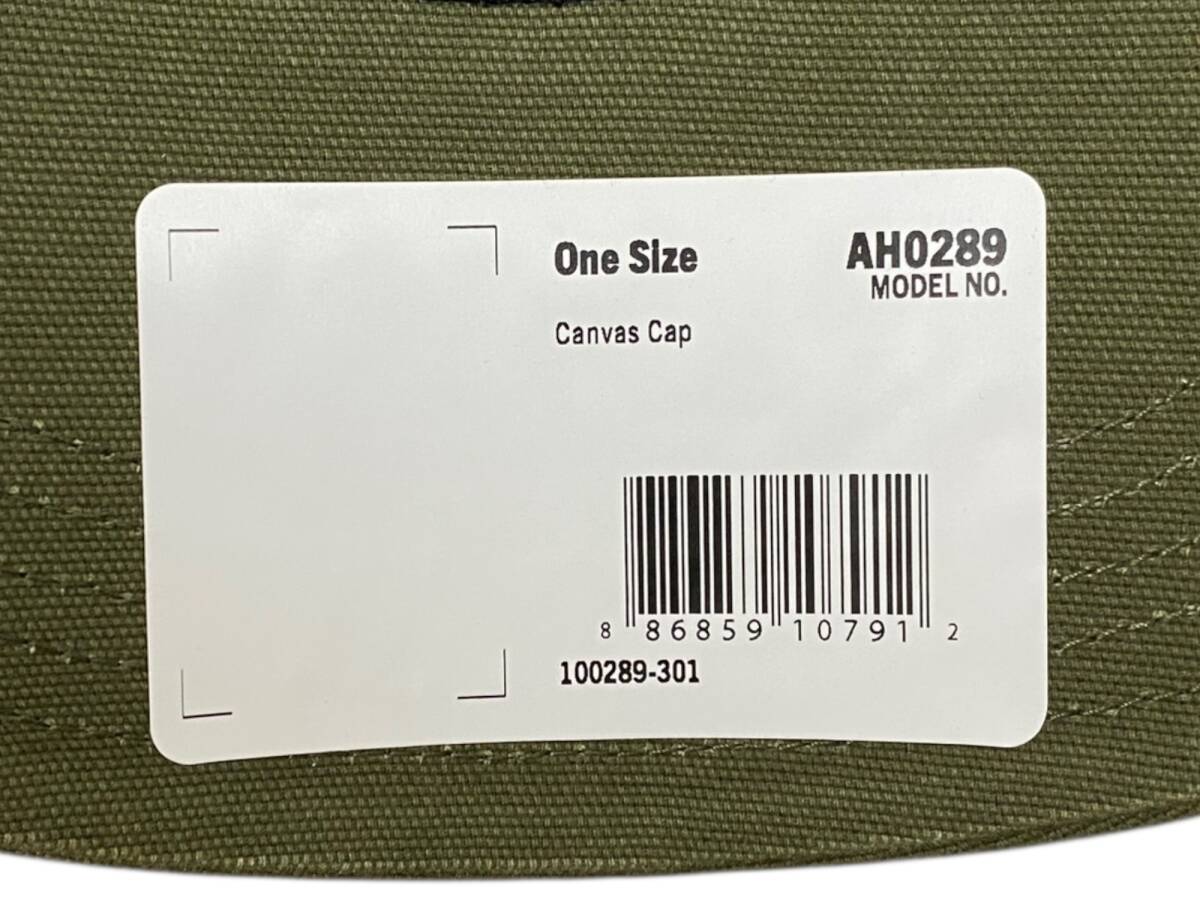 One Size
AH0289
MODEL NO.
Canvas Cap
8 86859 10791 2
100289-301